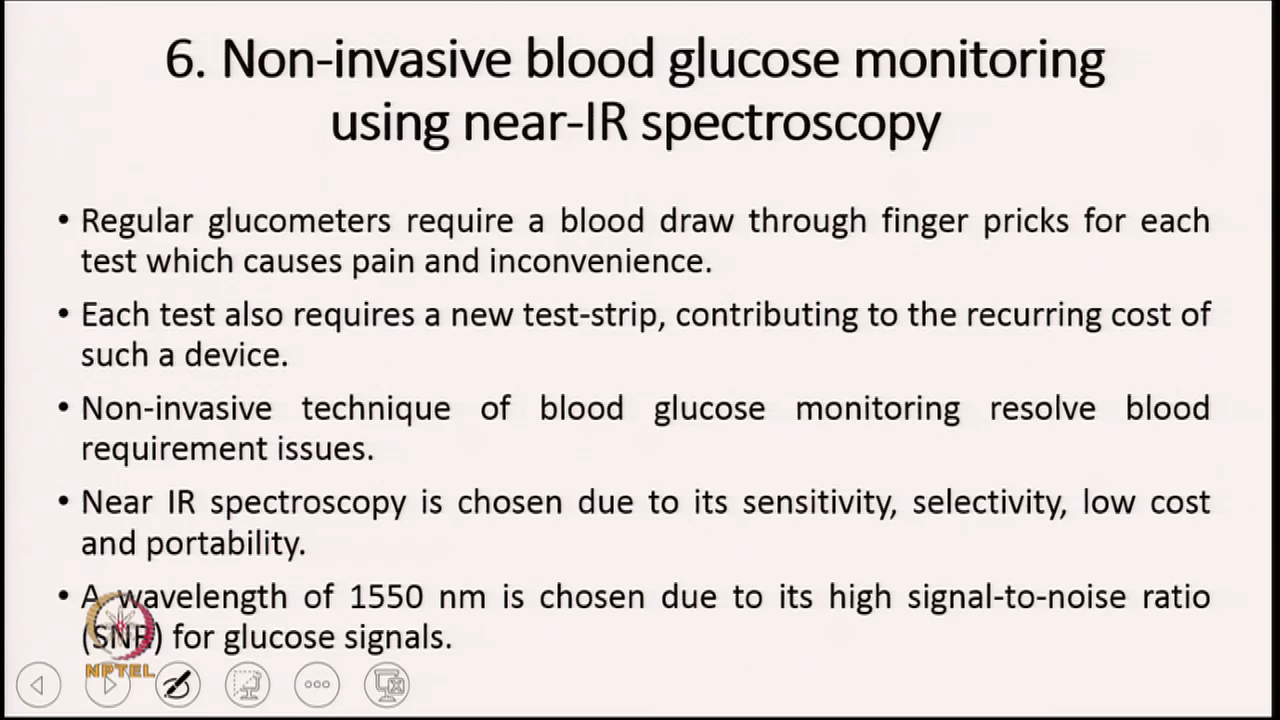 6. Non-invasive blood glucose monitoring
using near-IR spectroscopy
• Regular glucometers require a blood draw through finger pricks for each
test which causes pain and inconvenience.
• Each test also requires a new test-strip, contributing to the recurring cost of
such a device.
• Non-invasive technique of blood glucose monitoring resolve blood
requirement issues.
• Near IR spectroscopy is chosen due to its sensitivity, selectivity, low cost
and portability.
• A wavelength of 1550 nm is chosen due to its high signal-to-noise ratio
(SNR) for glucose signals.
NPTEL